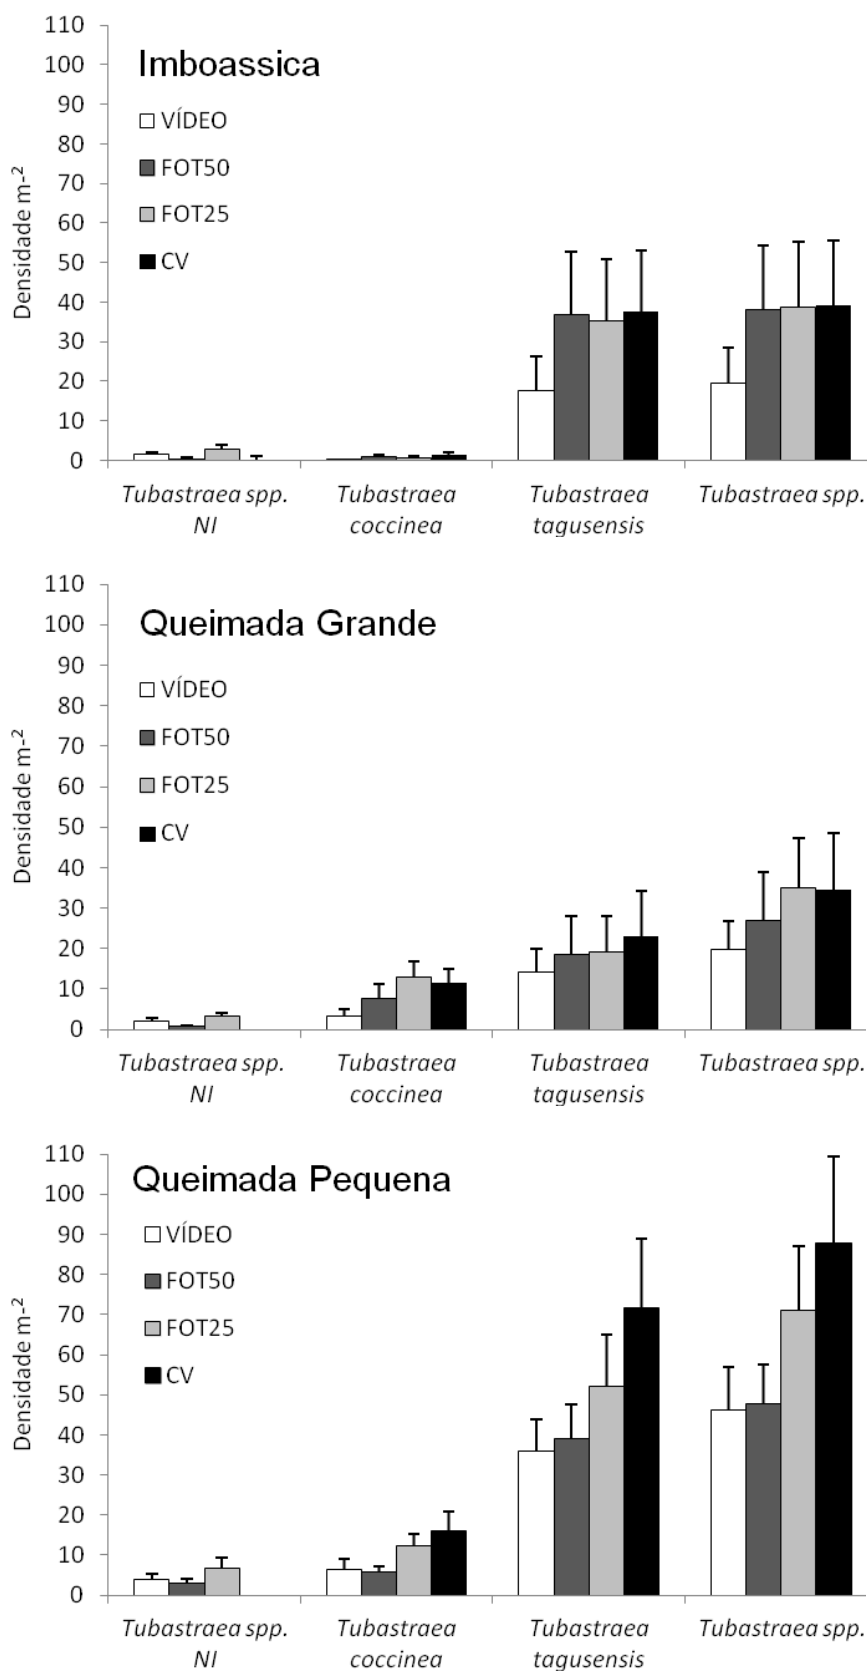 110
100
90
80
70
60
50
40
30
20
10
0
Densidade m-²
Imboassica
VÍDEO
FOT50
FOT25
CV
Tubastraea spp. NI
Tubastraea coccinea
Tubastraea tagusensis
Tubastraea spp.
110
100
90
80
70
60
50
40
30
20
10
0
Densidade m-²
Queimada Grande
VÍDEO
FOT50
FOT25
CV
Tubastraea spp. NI
Tubastraea coccinea
Tubastraea tagusensis
Tubastraea spp.
110
100
90
80
70
60
50
40
30
20
10
0
Densidade m-²
Queimada Pequena
VÍDEO
FOT50
FOT25
CV
Tubastraea spp. NI
Tubastraea coccinea
Tubastraea tagusensis
Tubastraea spp.